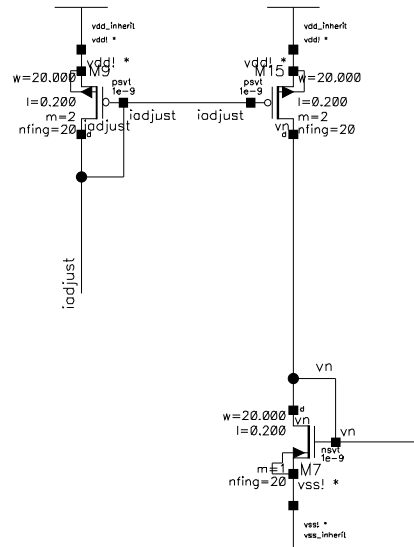 vdd_inherit
vdd! *
vdd! *
M9
w=20.000
psvt
1e-9
l=0.200
iadjust
iadjust
m=2
nfing=20
d
iadjust
vdd_inherit
vdd! *
vdd! *
M15
w=20.000
psvt
1e-9
l=0.200
iadjust
m=2
vn
nfing=20
d
vn
d
w=20.000
vn
l=0.200
vn
nsvt
1e-9
m=1
M7
nfing=20
vss! *
vss! *
vss_inherit